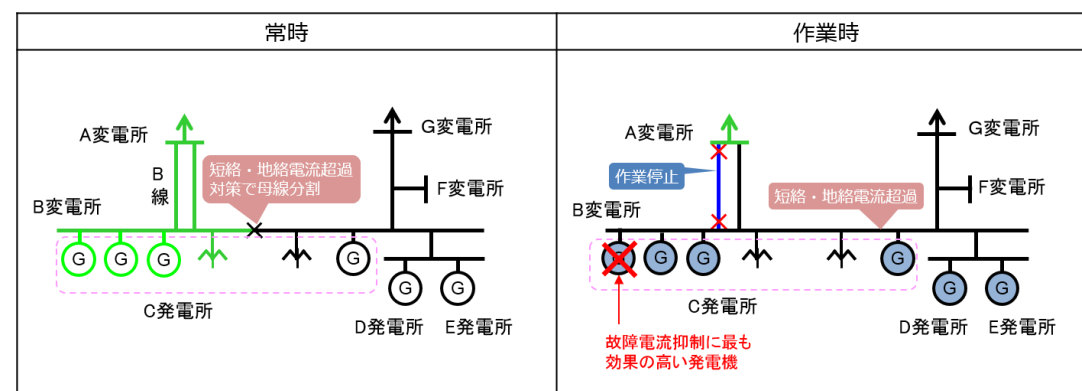 常時
作業時
A変電所
B
線
短絡・地絡電流超過
対策で母線分割
G変電所
F変電所
B変電所
G
G
G
G
C発電所
G
G
D発電所
E発電所
A変電所
作業停止
短絡・地絡電流超過
G変電所
F変電所
B変電所
G
G
G
G
C発電所
G
G
D発電所
E発電所
故障電流抑制に最も
効果の高い発電機